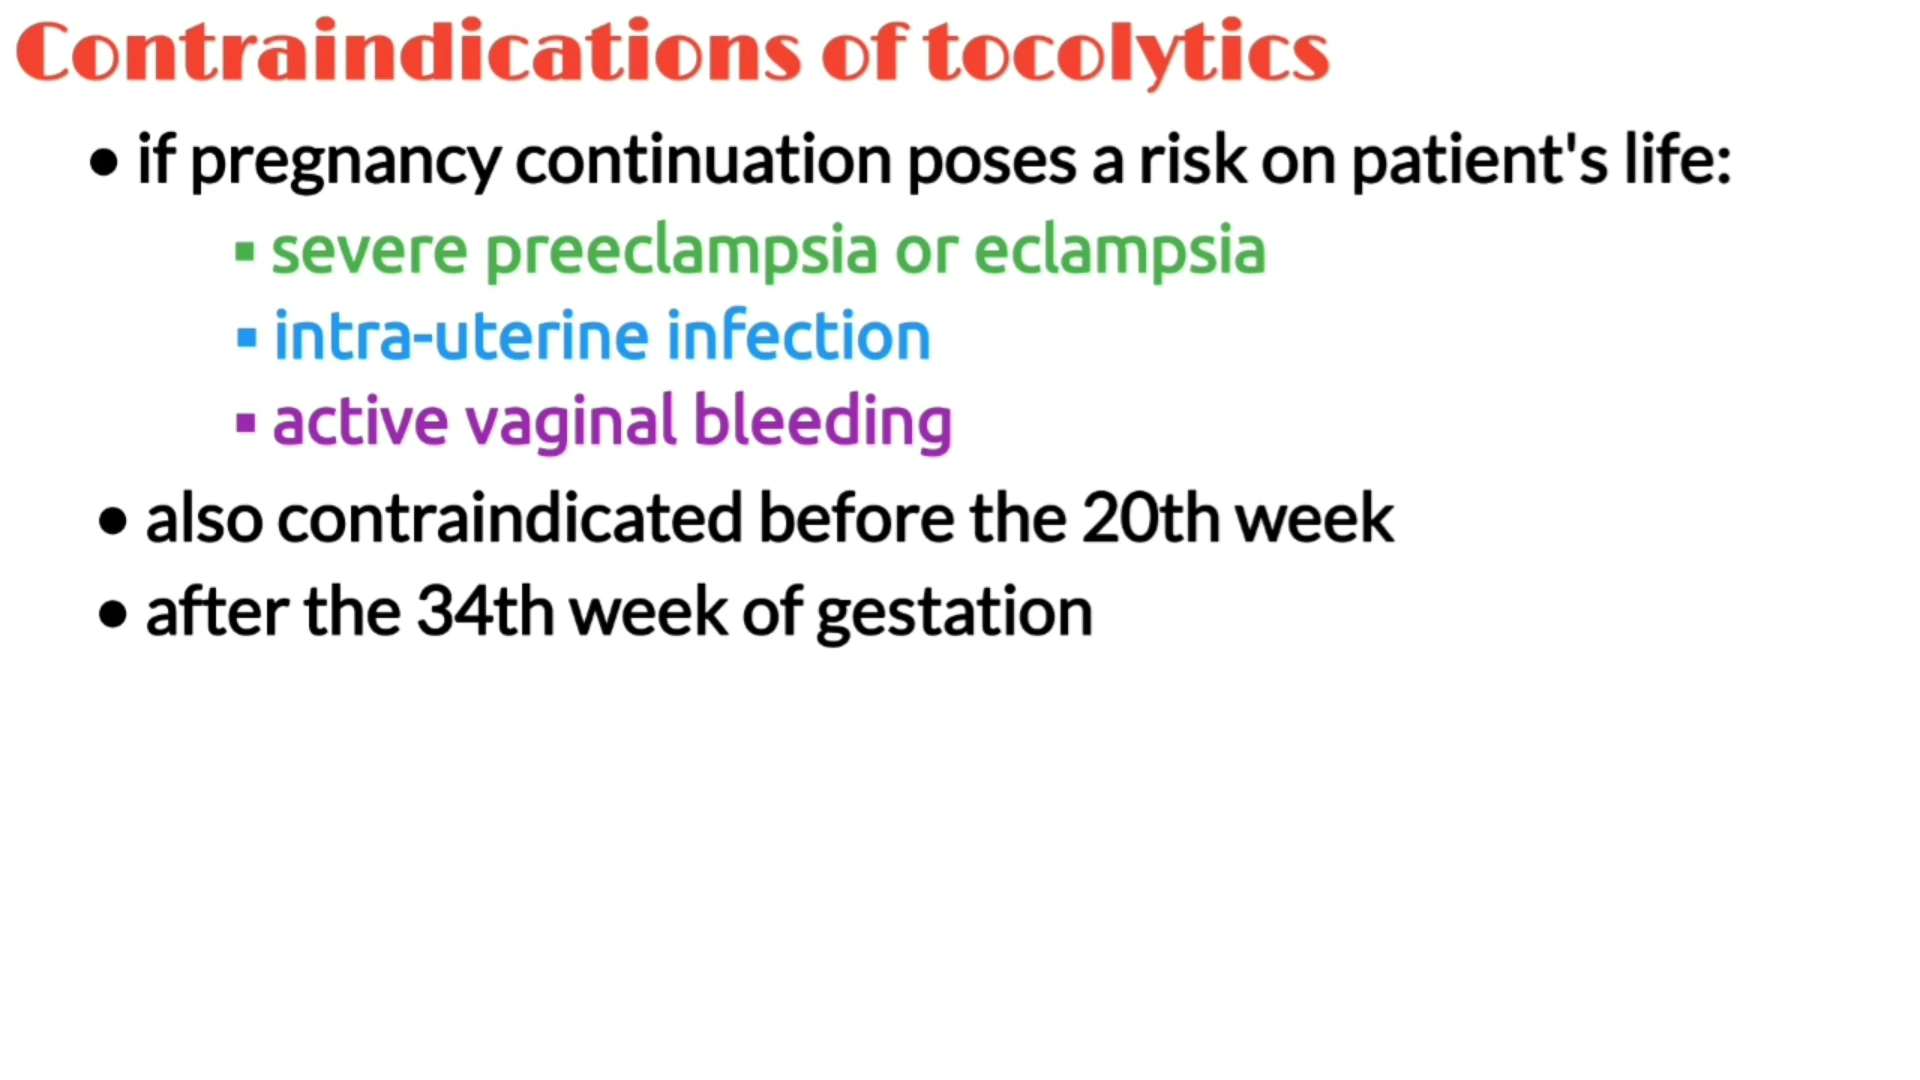 Contraindications of tocolytics
• if pregnancy continuation poses a risk on patient's life:
▪ severe preeclampsia or eclampsia
▪ intra-uterine infection
▪ active vaginal bleeding
• also contraindicated before the 20th week
• after the 34th week of gestation